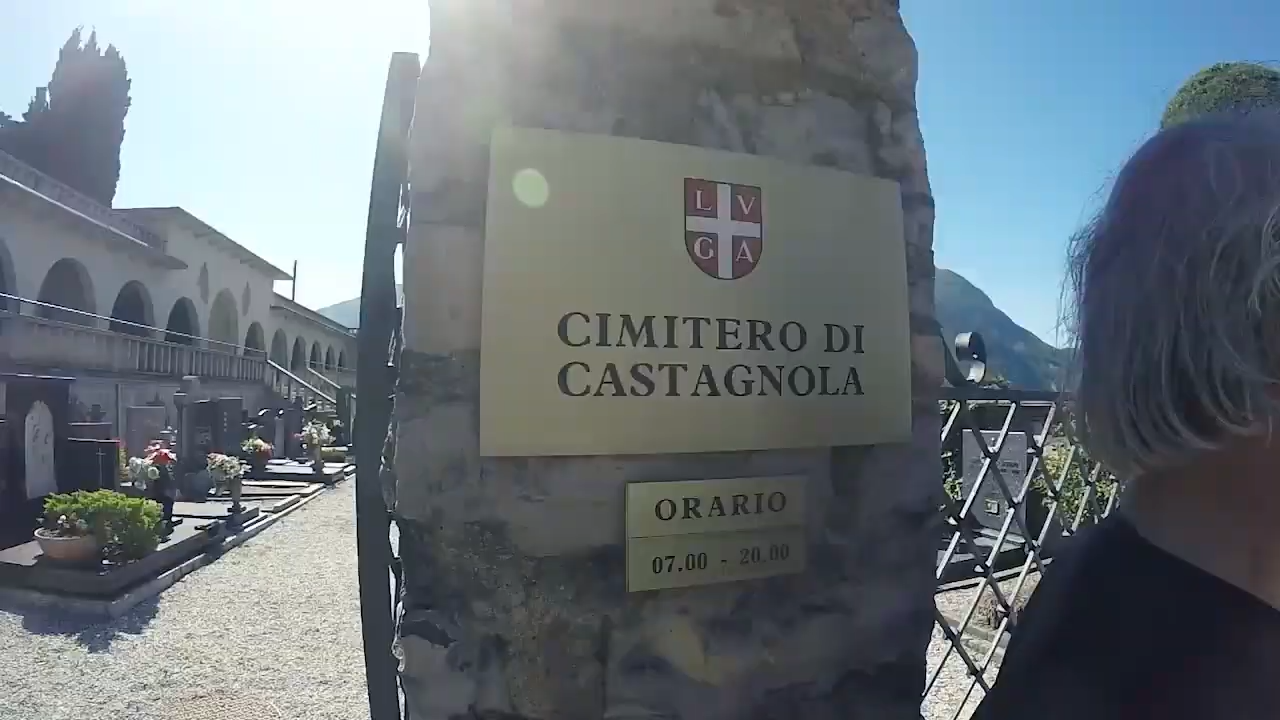 L V
G A
CIMITERO DI
CASTAGNOLA
ORARIO
07.00 - 20.00